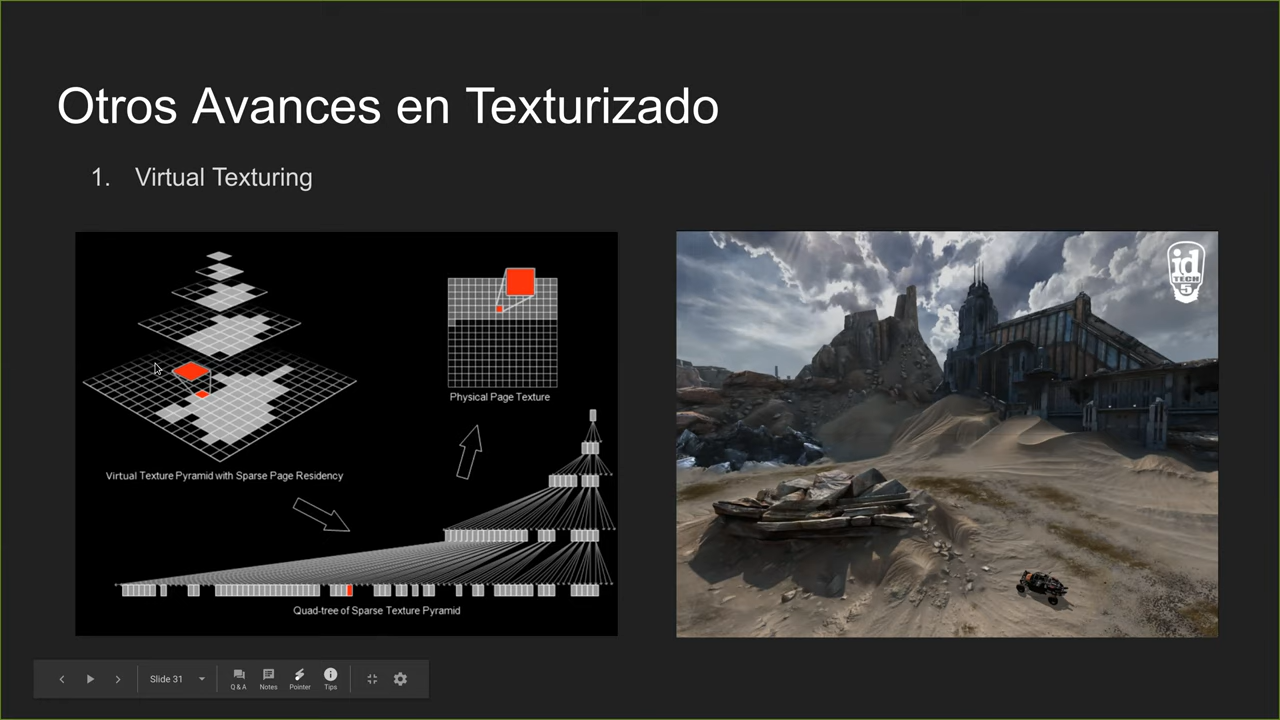 Otros Avances en Texturizado
1. Virtual Texturing
Physical Page Texture
Virtual Texture Pyramid with Sparse Page Residency
Quad-tree of Sparse Texture Pyramid
id
TECH
5
Slide 31
Q & A
Notes
Pointer
Tips